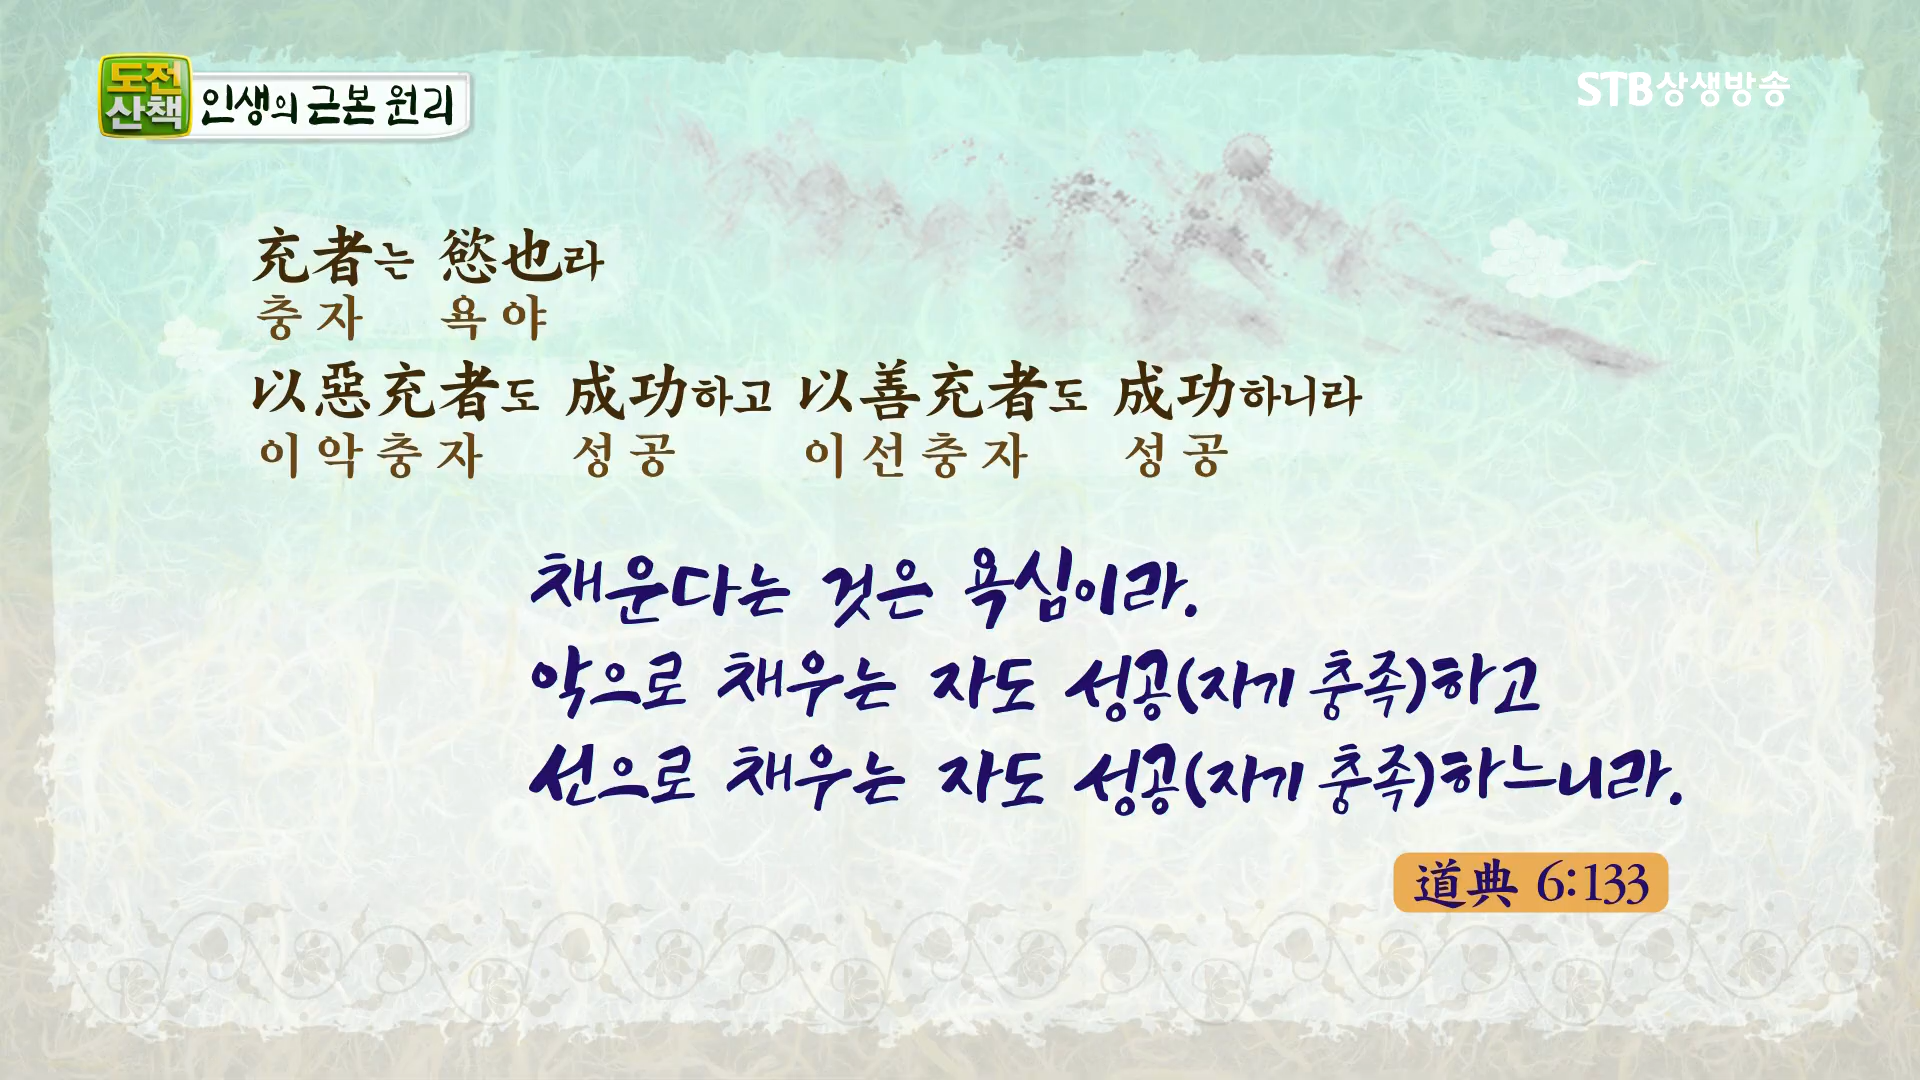 도전
산책
인생의 근본 원리
STB상생방송
充者는 慾也라
충자 욕야
以惡充者도 成功하고 以善充者도 成功하니라
이악충자 성공 이선충자 성공
채운다는 것은 욕심이라.
악으로 채우는 자도 성공(자기 충족)하고
선으로 채우는 자도 성공(자기 충족)하느니라.
道典 6:133